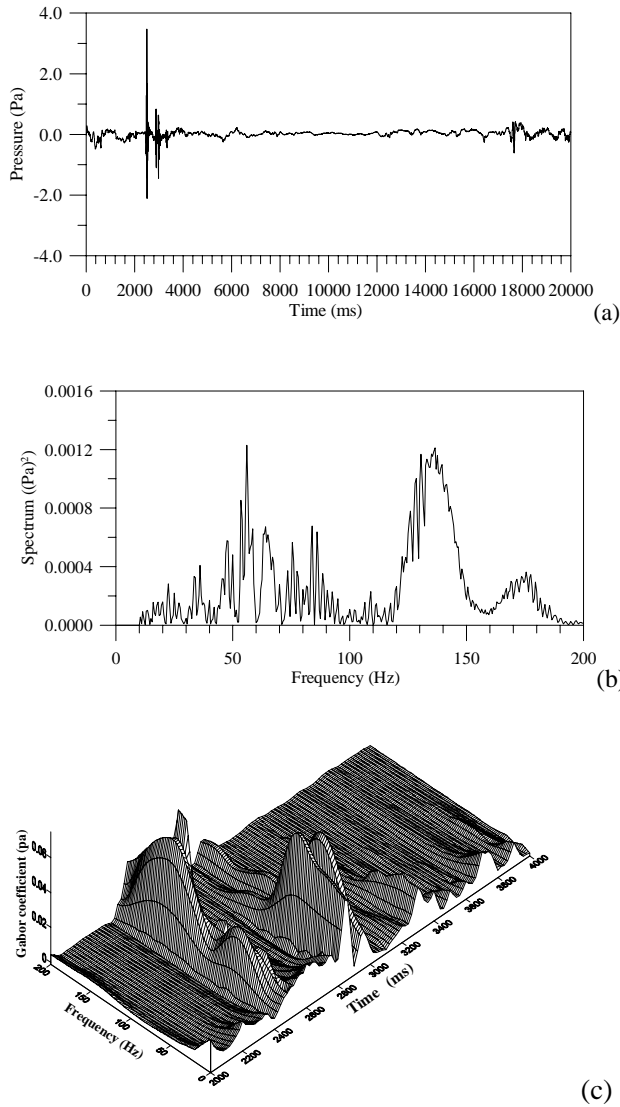 4.0
2.0
0.0
-2.0
-4.0
Pressure (Pa)
0 2000 4000 6000 8000 10000 12000 14000 16000 18000 20000
Time (ms)
(a)
0.0016
0.0012
0.0008
0.0004
0.0000
Spectrum ((Pa)²)
0 50 100 150 200
Frequency (Hz)
(b)
Gabor coefficient (pa)
0.06
0.04
0.02
0
200
150
100
50
0
Frequency (Hz)
2000
2200
2400
2600
2800
3000
3200
3400
3600
3800
4000
Time (ms)
(c)